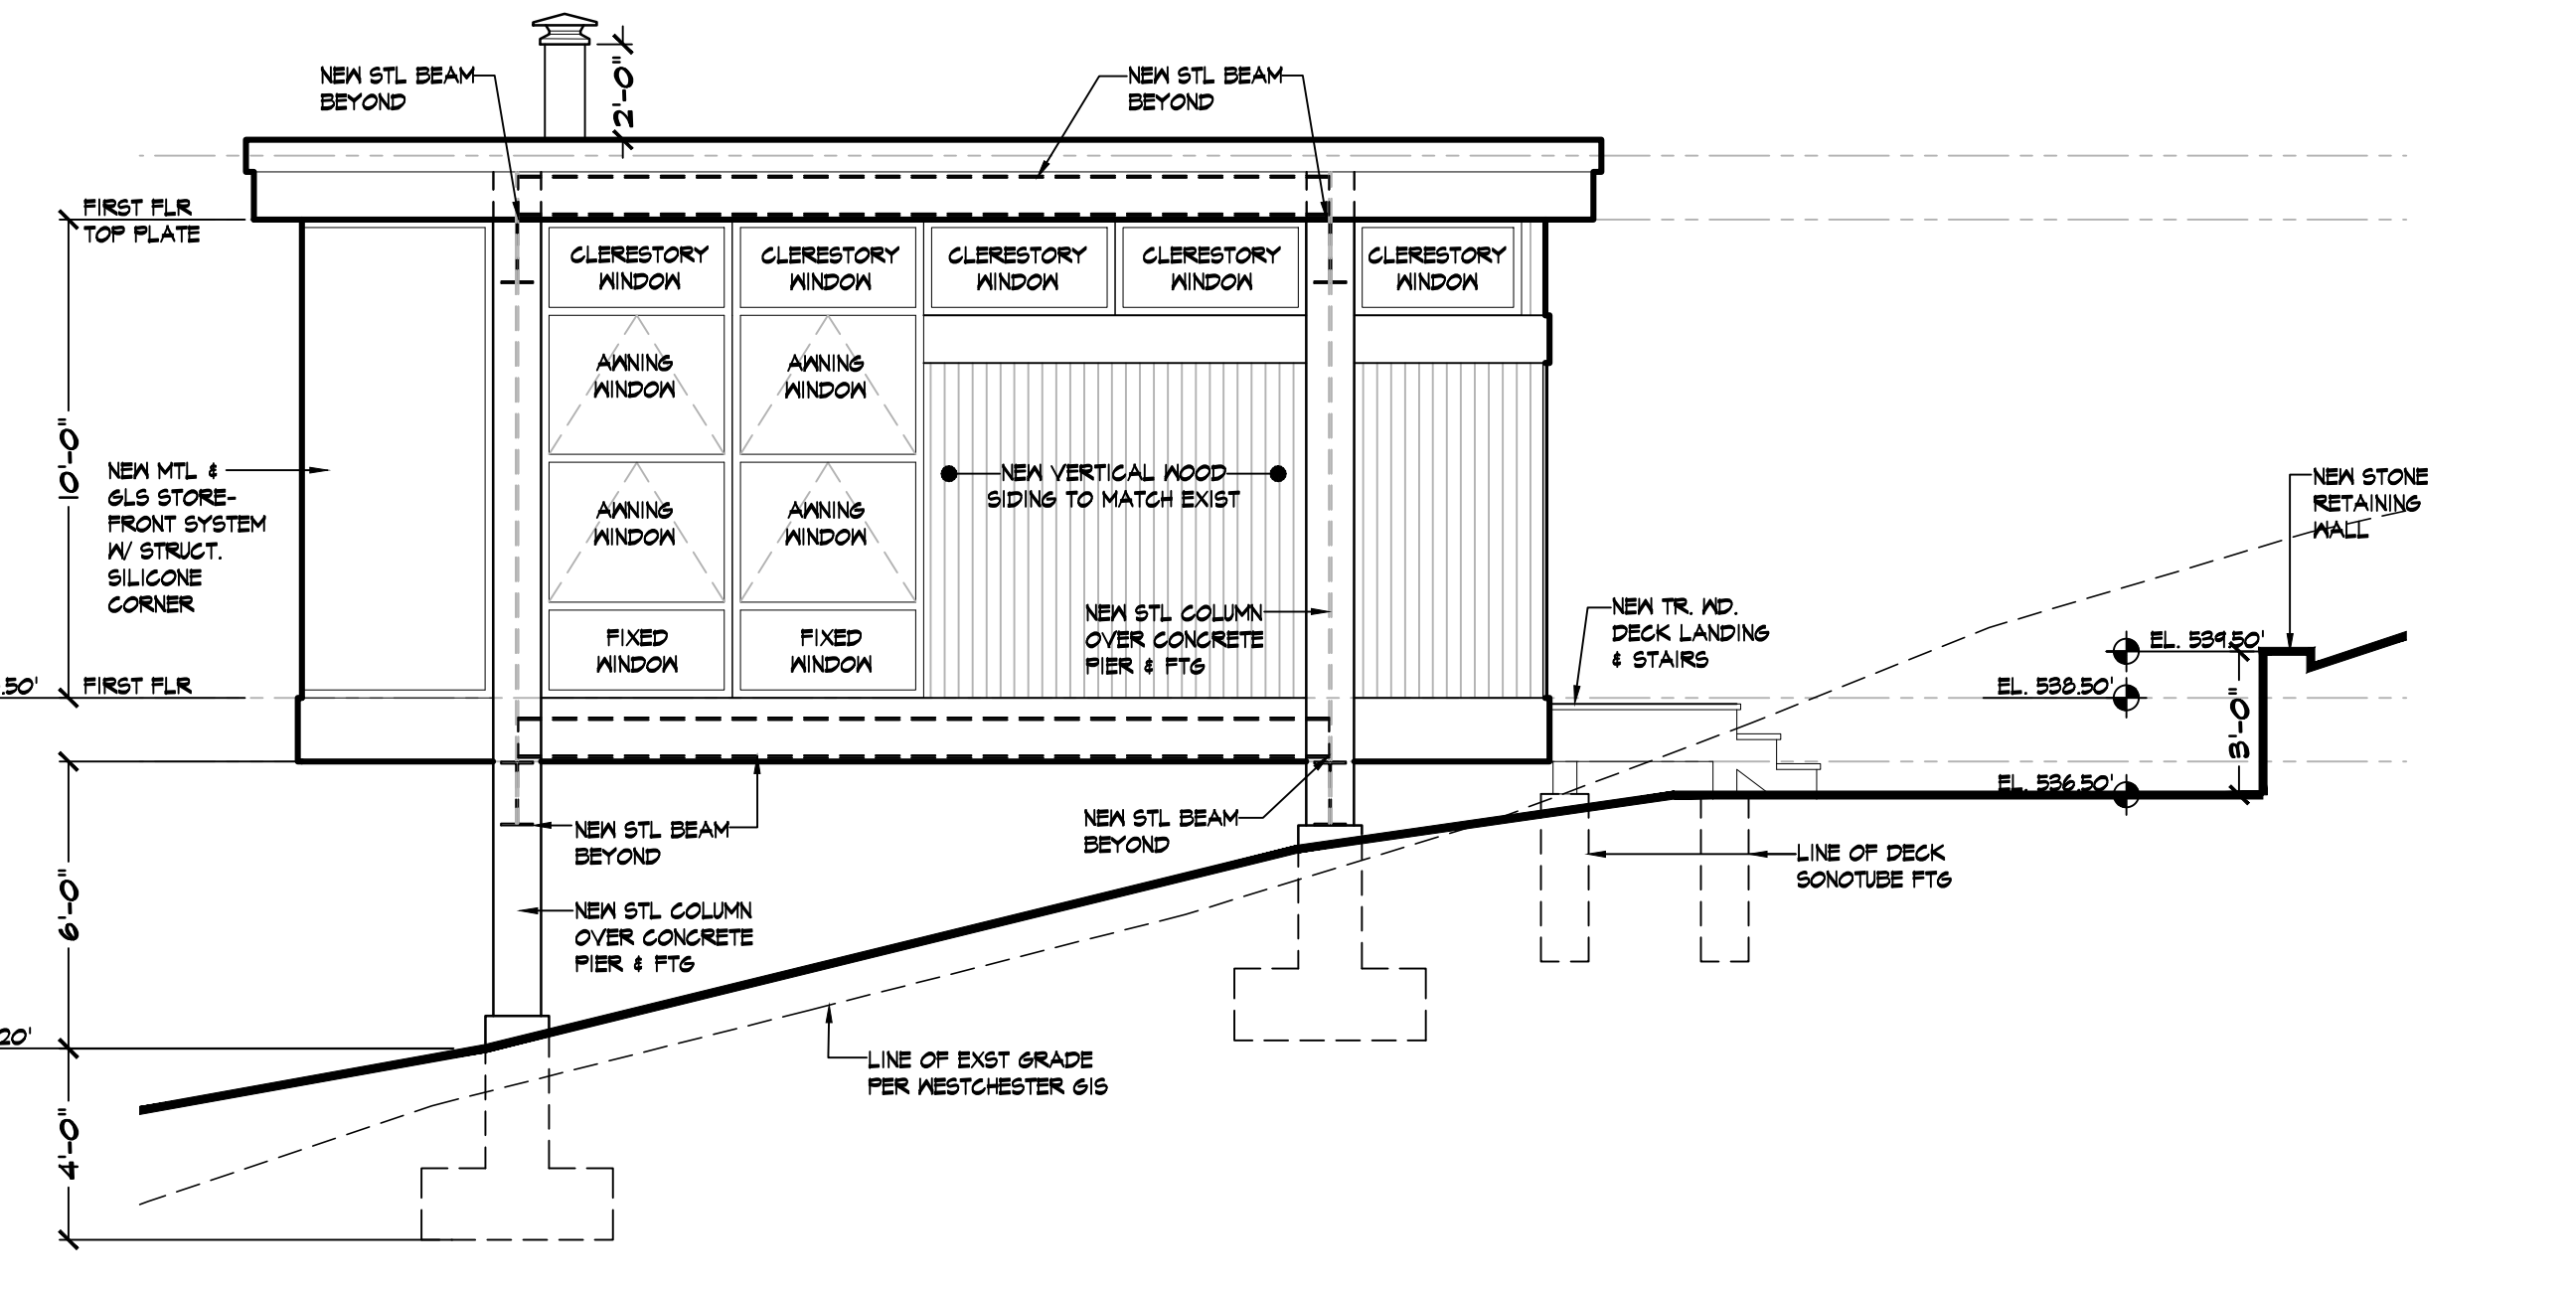 2'-0"
NEW STL BEAM
BEYOND
NEW STL BEAM
BEYOND
FIRST FLR
TOP PLATE
CLERESTORY
WINDOW
CLERESTORY
WINDOW
CLERESTORY
WINDOW
CLERESTORY
WINDOW
CLERESTORY
WINDOW
AWNING
WINDOW
AWNING
WINDOW
10'-0"
NEW MTL &
GLS STORE-
FRONT SYSTEM
W/ STRUCT.
SILICONE
CORNER
AWNING
WINDOW
AWNING
WINDOW
NEW VERTICAL WOOD
SIDING TO MATCH EXIST
NEW STONE
RETAINING
WALL
FIXED
WINDOW
FIXED
WINDOW
NEW STL COLUMN
OVER CONCRETE
PIER & FTG
NEW TR. WD.
DECK LANDING
& STAIRS
EL. 539.50'
.50'
FIRST FLR
EL. 538.50'
3'-0"
EL. 536.50'
NEW STL BEAM
BEYOND
NEW STL BEAM
BEYOND
LINE OF DECK
SONOTUBE FTG
6'-0"
NEW STL COLUMN
OVER CONCRETE
PIER & FTG
20'
LINE OF EXST GRADE
PER WESTCHESTER GIS
4'-0"